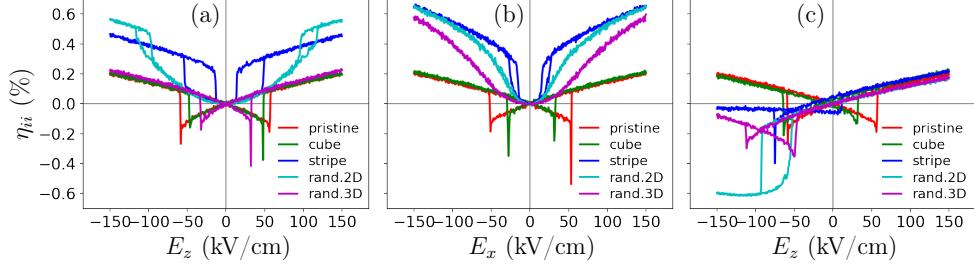 (a) (b) (c)
0.6
0.4
0.2
0.0
−0.2
−0.4
−0.6
η_ii (%)
pristine
cube
stripe
rand.2D
rand.3D
−150 −100 −50 0 50 100 150
E_z (kV/cm)
pristine
cube
stripe
rand.2D
rand.3D
−150 −100 −50 0 50 100 150
E_x (kV/cm)
pristine
cube
stripe
rand.2D
rand.3D
−150 −100 −50 0 50 100 150
E_z (kV/cm)